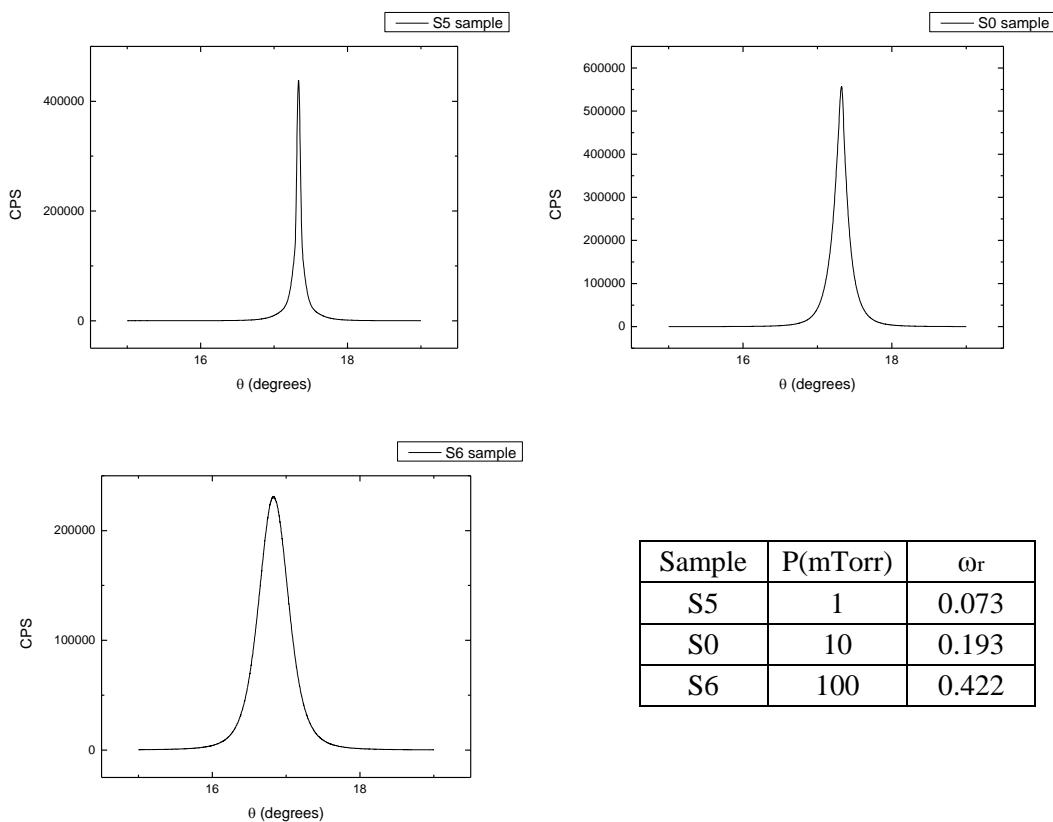 S5 sample
400000
200000
0
CPS
16
18
θ (degrees)
S0 sample
600000
500000
400000
300000
200000
100000
0
CPS
16
18
θ (degrees)
S6 sample
200000
100000
0
CPS
16
18
θ (degrees)
Sample P(mTorr) ωr
S5 1 0.073
S0 10 0.193
S6 100 0.422